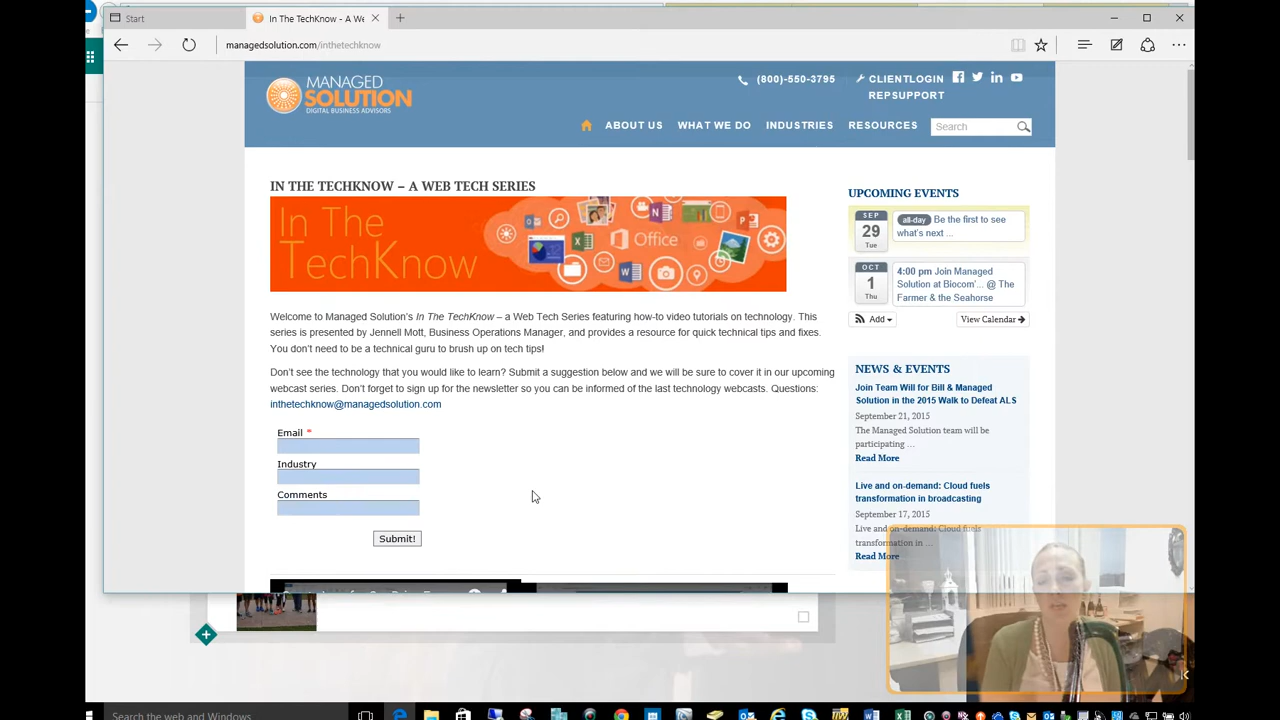 Start
In The TechKnow - A We
managedsolution.com/inthetechknow
MANAGED
SOLUTION
DIGITAL BUSINESS ADVISORS
(800)-550-3795
CLIENTLOGIN
REPSUPPORT
ABOUT US WHAT WE DO INDUSTRIES RESOURCES
Search
IN THE TECHKNOW – A WEB TECH SERIES
In The
TechKnow
Office
Welcome to Managed Solution's In The TechKnow – a Web Tech Series featuring how-to video tutorials on technology. This
series is presented by Jennell Mott, Business Operations Manager, and provides a resource for quick technical tips and fixes.
You don't need to be a technical guru to brush up on tech tips!
Don't see the technology that you would like to learn? Submit a suggestion below and we will be sure to cover it in our upcoming
webcast series. Don't forget to sign up for the newsletter so you can be informed of the last technology webcasts. Questions:
inthetechknow@managedsolution.com
Email *
Industry
Comments
Submit!
UPCOMING EVENTS
SEP
29
Tue
all-day Be the first to see
what's next ...
OCT
1
Thu
4:00 pm Join Managed
Solution at Biocom'... @ The
Farmer & the Seahorse
Add
View Calendar
NEWS & EVENTS
Join Team Will for Bill & Managed
Solution in the 2015 Walk to Defeat ALS
September 21, 2015
The Managed Solution team will be
participating …
Read More
Live and on-demand: Cloud fuels
transformation in broadcasting
September 17, 2015
Live and on-demand: Cloud fuels
transformation in …
Read More
Search the web and Windows